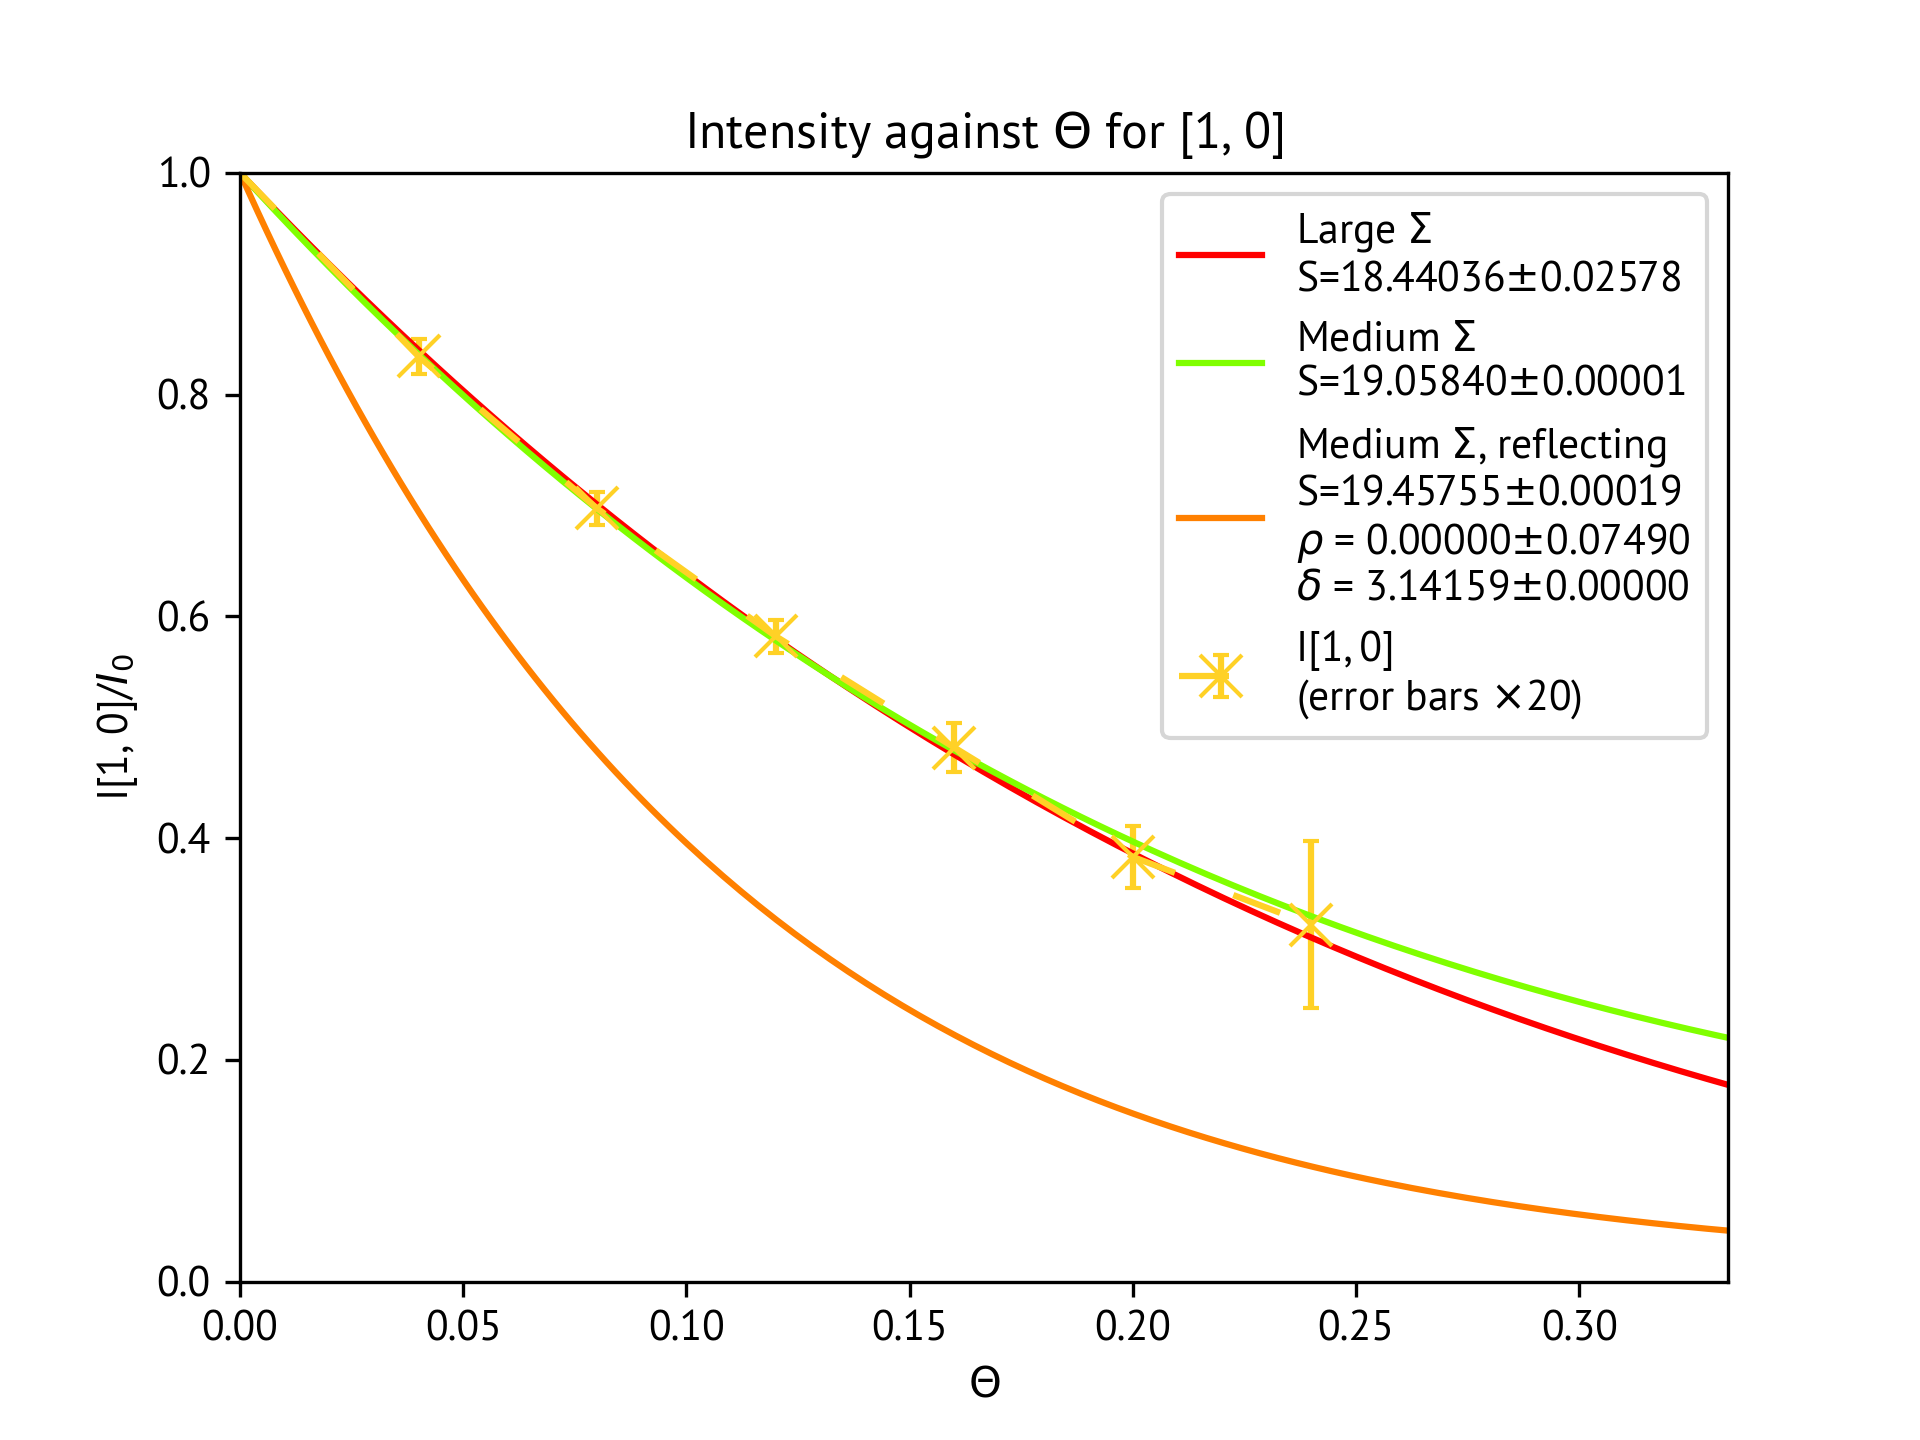 Intensity against Θ for [1, 0]
1.0
0.8
0.6
0.4
0.2
0.0
I[1, 0]/I₀
0.00
0.05
0.10
0.15
0.20
0.25
0.30
Θ
Large Σ
S=18.44036±0.02578
Medium Σ
S=19.05840±0.00001
Medium Σ, reflecting
S=19.45755±0.00019
ρ = 0.00000±0.07490
δ = 3.14159±0.00000
I[1, 0]
(error bars ×20)